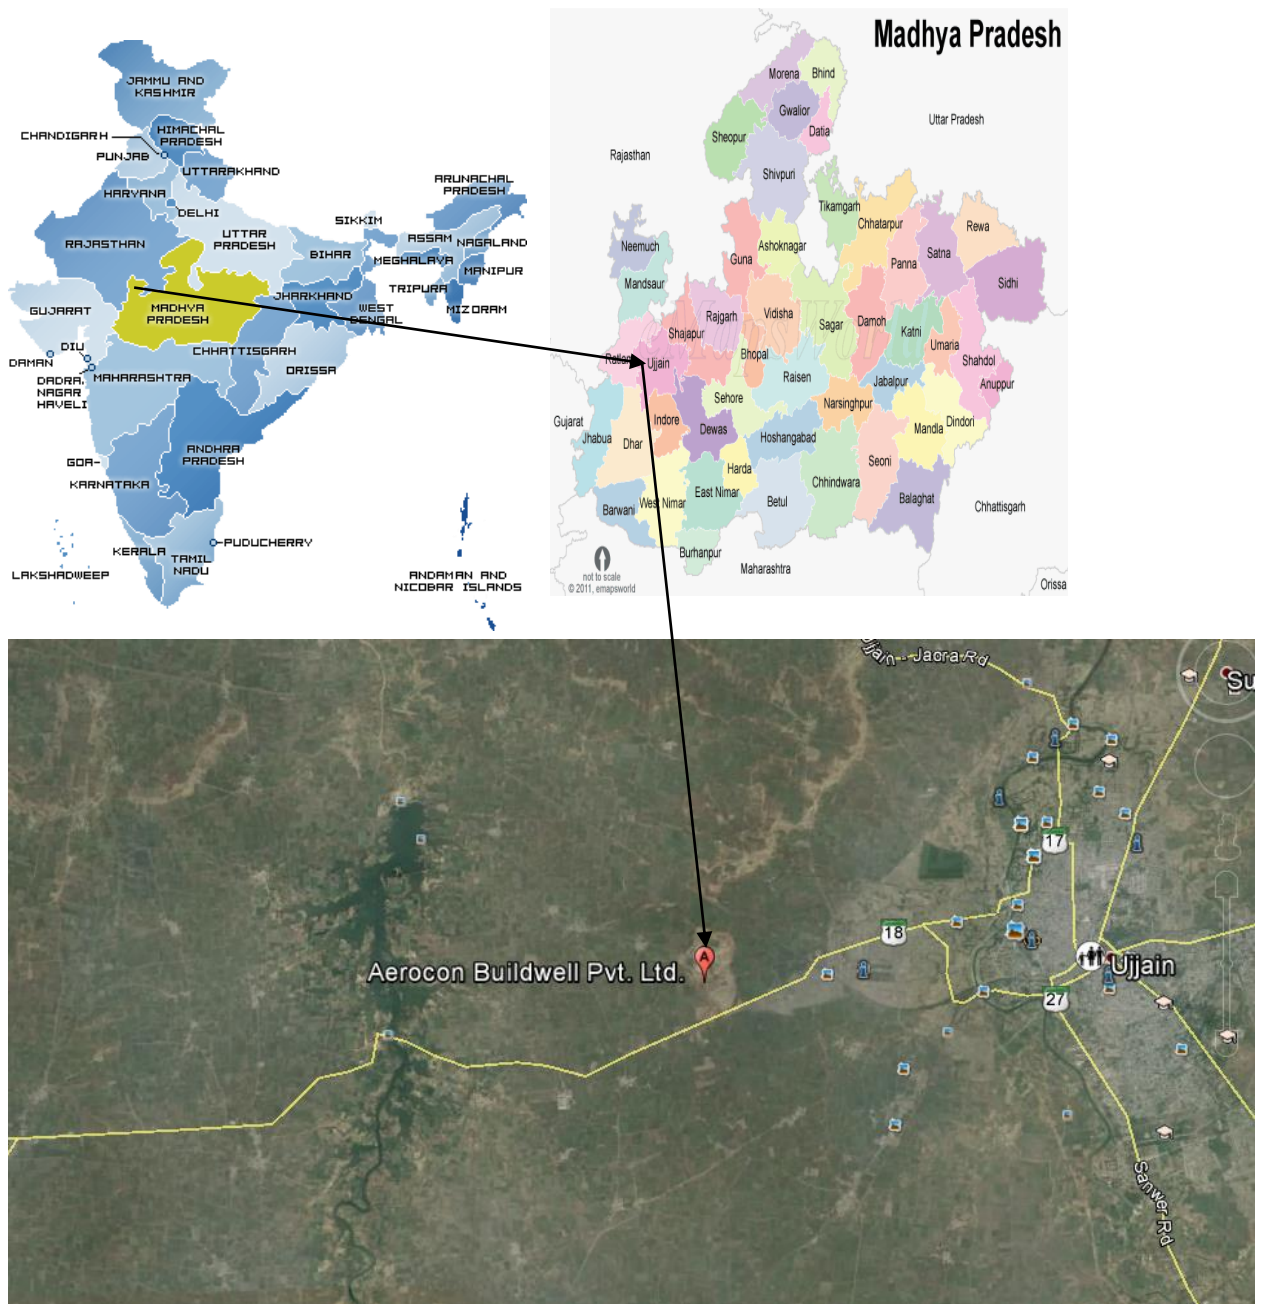 JAMMU AND
KASHMIR
CHANDIGARH
HIMACHAL
PRADESH
PUNJAB
UTTARAKHAND
HARYANA
DELHI
ARUNACHAL
PRADESH
SIKKIM
UTTAR
PRADESH
ASSAM
NAGALAND
RAJASTHAN
BIHAR
MEGHALAYA
MANIPUR
TRIPURA
GUJARAT
JHARKHAND
MADHYA
PRADESH
WEST
BENGAL
MIZORAM
DIU
CHHATTISGARH
DAMAN
ORISSA
DADRA,
NAGAR
HAVELI
MAHARASHTRA
ANDHRA
PRADESH
GOA
KARNATAKA
PUDUCHERRY
KERALA
TAMIL
NADU
LAKSHADWEEP
ANDAMAN AND
NICOBAR ISLANDS
Madhya Pradesh
Morena
Bhind
Gwalior
Datia
Sheopur
Uttar Pradesh
Rajasthan
Shivpuri
Tikamgarh
Chhatarpur
Rewa
Neemuch
Ashoknagar
Satna
Guna
Panna
Mandsaur
Sidhi
Rajgarh
Vidisha
Sagar
Damoh
Katni
Shajapur
Umaria
Bhopal
Shahdol
Ujjain
Raisen
Jabalpur
Anuppur
Sehore
Narsinghpur
Gujarat
Indore
Dewas
Dindori
Jhabua
Dhar
Hoshangabad
Mandla
Harda
Seoni
East Nimar
Chhindwara
Barwani
West Nimar
Betul
Balaghat
Chhattisgarh
Burhanpur
Maharashtra
not to scale
© 2011, emapsworld
Orissa
Ujjain - Jaora Rd
Su
17
18
A
Aerocon Buildwell Pvt. Ltd.
Ujjain
27
Sanwer Rd